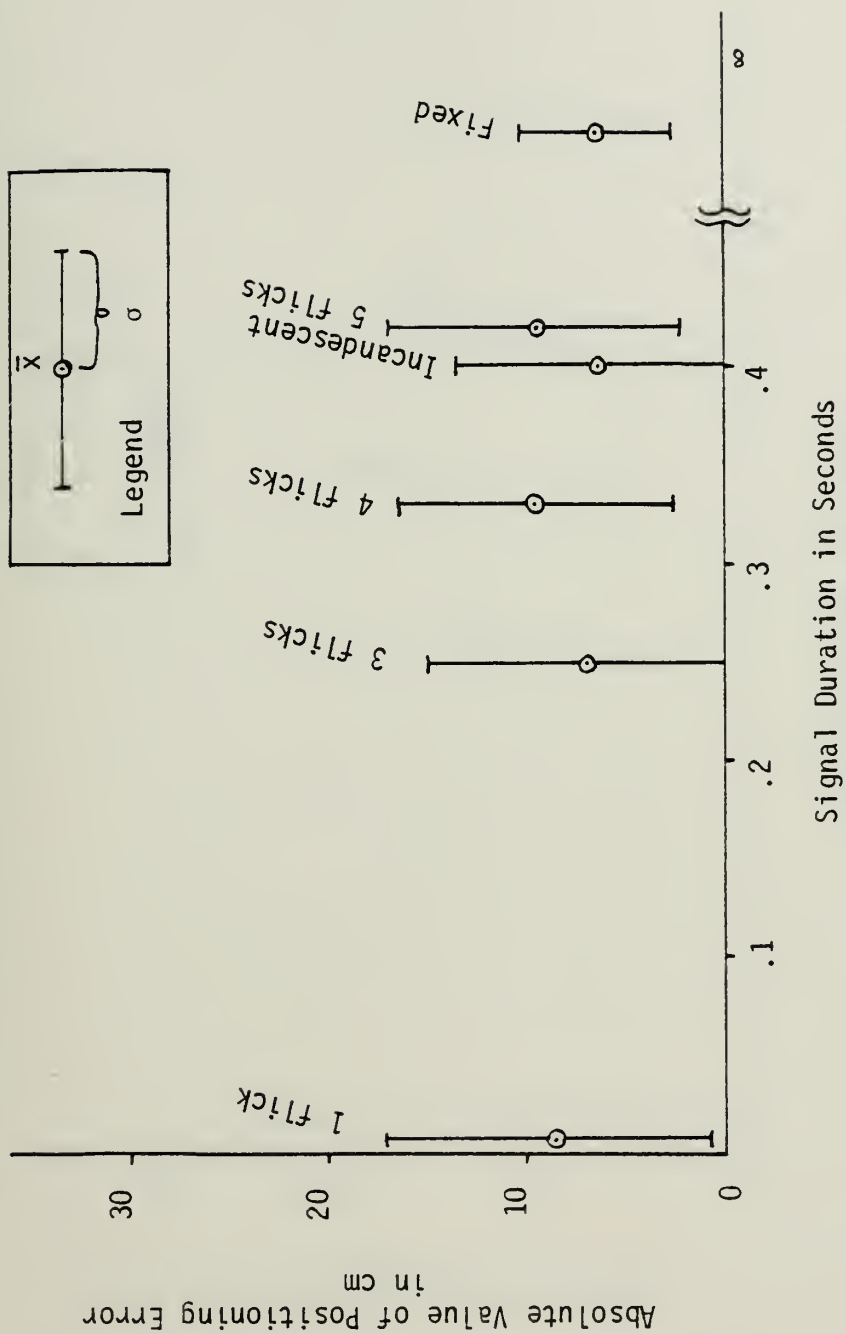 Absolute Value of Positioning Error
in cm
30
20
10
0
1 flick
3 flicks
4 flicks
Incandescent
5 flicks
Fixed
x̄
σ
Legend
.1
.2
.3
.4
∞
Signal Duration in Seconds